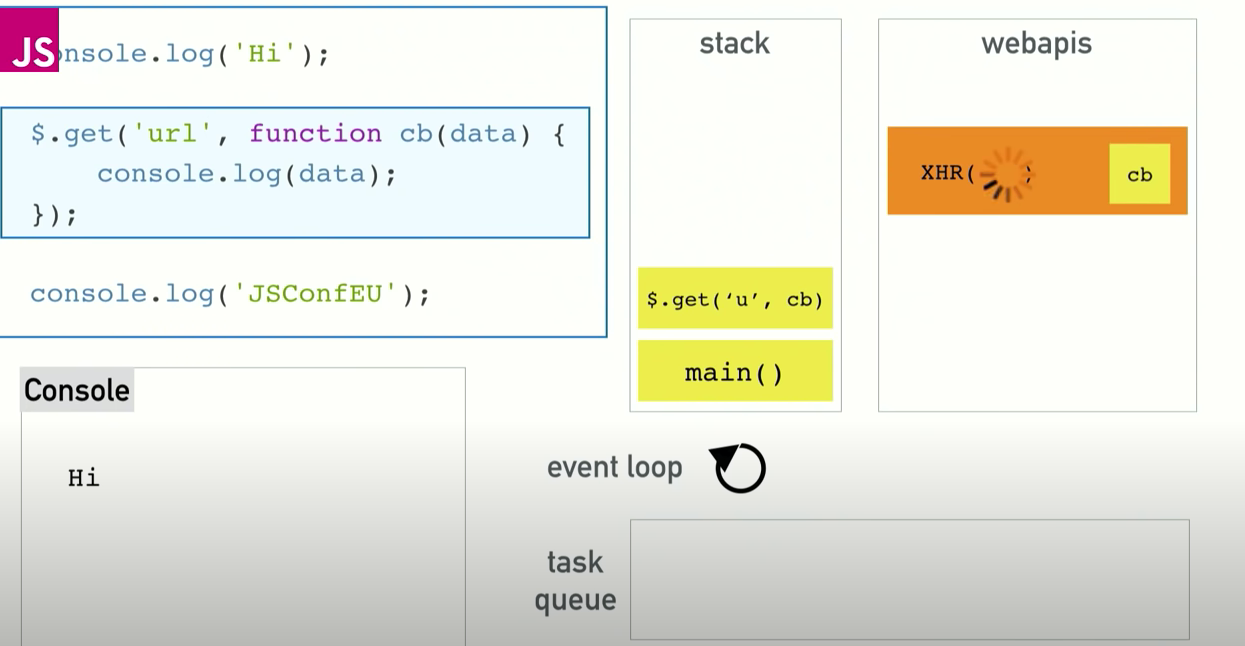 JS
onsole.log('Hi');
$.get('url', function cb(data) {
console.log(data);
});
console.log('JSConfEU');
Console
Hi
stack
$.get(‘u’, cb)
main()
webapis
XHR( )
cb
event loop
task
queue